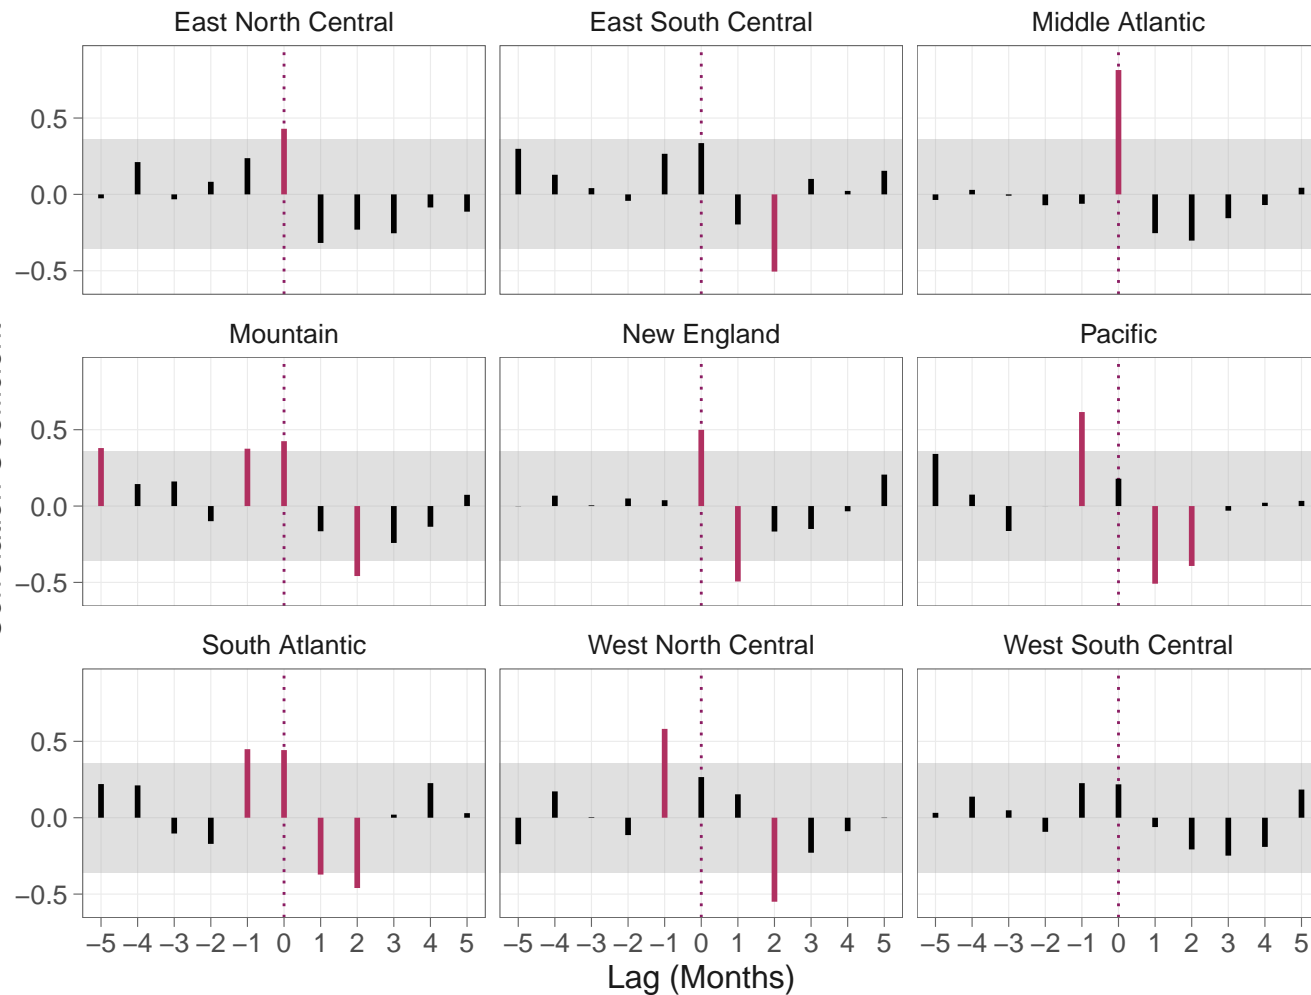 East North Central East South Central Middle Atlantic
0.5
0.0
−0.5
Mountain New England Pacific
0.5
0.0
−0.5
South Atlantic West North Central West South Central
0.5
0.0
−0.5
−5 −4 −3 −2 −1 0 1 2 3 4 5 −5 −4 −3 −2 −1 0 1 2 3 4 5 −5 −4 −3 −2 −1 0 1 2 3 4 5
Lag (Months)